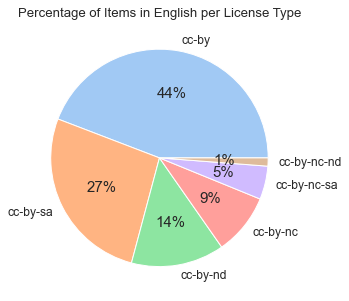 Percentage of Items in English per License Type
cc-by
44%
cc-by-nc-nd
1%
5%
cc-by-nc-sa
27%
9%
cc-by-sa
14%
cc-by-nc
cc-by-nd